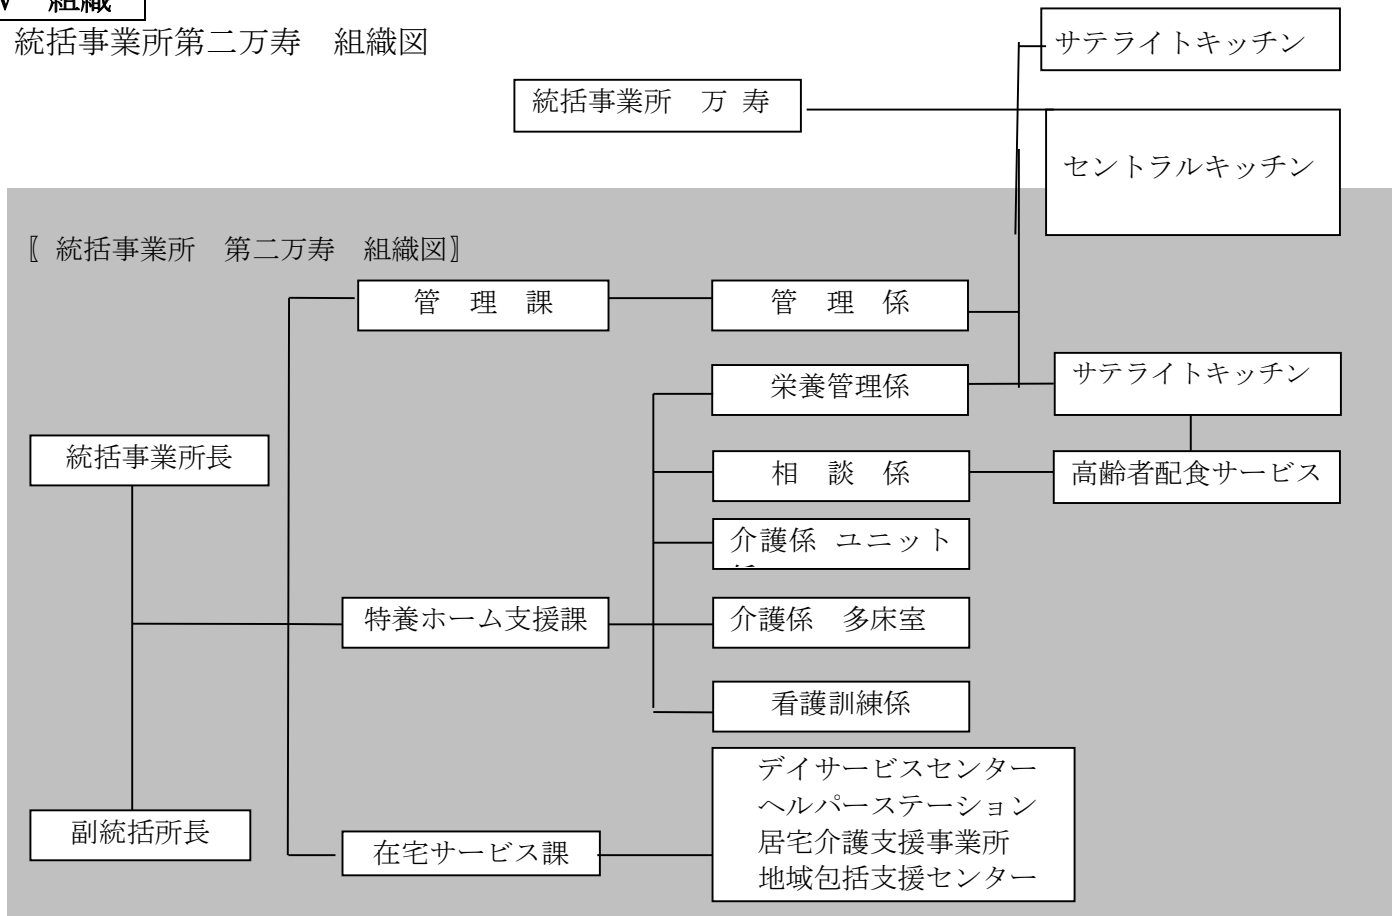 組織
統括事業所第二万寿　組織図
サテライトキッチン
統括事業所　万 寿
セントラルキッチン
〖 統括事業所　第二万寿　組織図〗
管　理　課
管　理　係
栄養管理係
サテライトキッチン
統括事業所長
相　談　係
高齢者配食サービス
介護係 ユニット
特養ホーム支援課
介護係　多床室
看護訓練係
デイサービスセンター
ヘルパーステーション
居宅介護支援事業所
地域包括支援センター
副統括所長
在宅サービス課